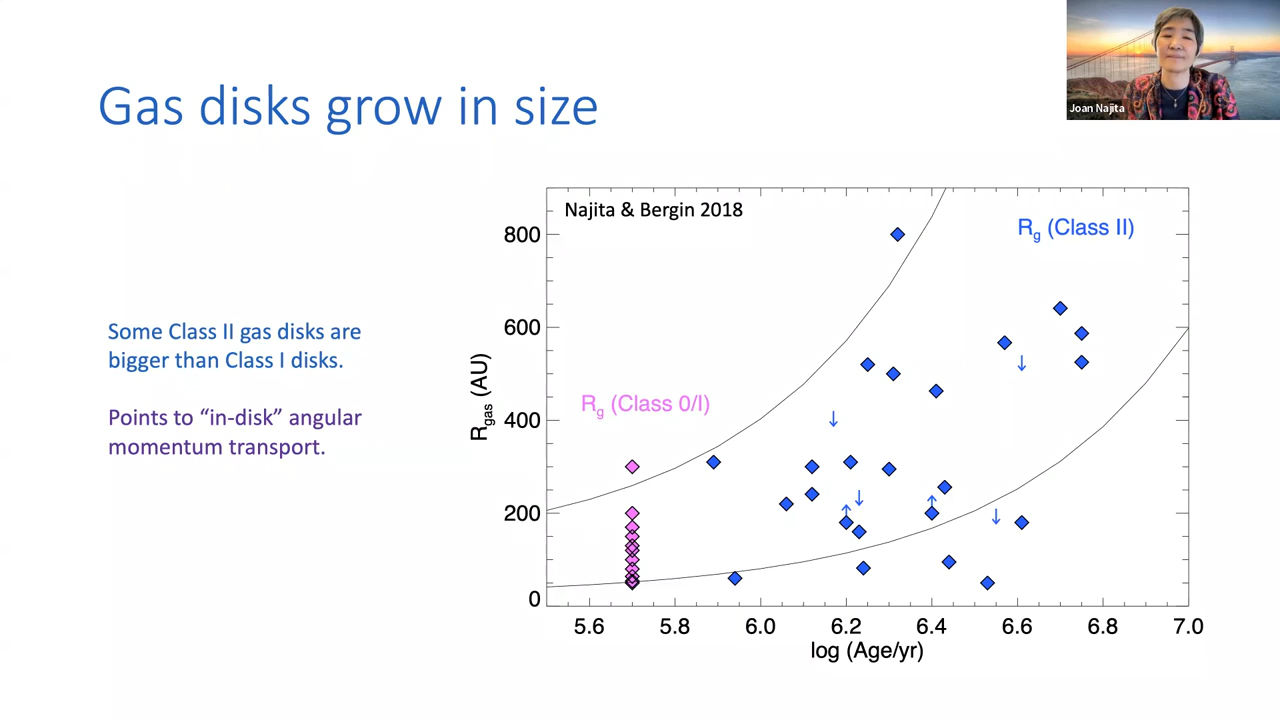 Joan Najita
Gas disks grow in size
Najita & Bergin 2018
R_g (Class II)
800
Some Class II gas disks are
bigger than Class I disks.
600
R_gas (AU)
R_g (Class 0/I)
400
Points to “in-disk” angular
momentum transport.
200
0
5.6 5.8 6.0 6.2 6.4 6.6 6.8 7.0
log (Age/yr)